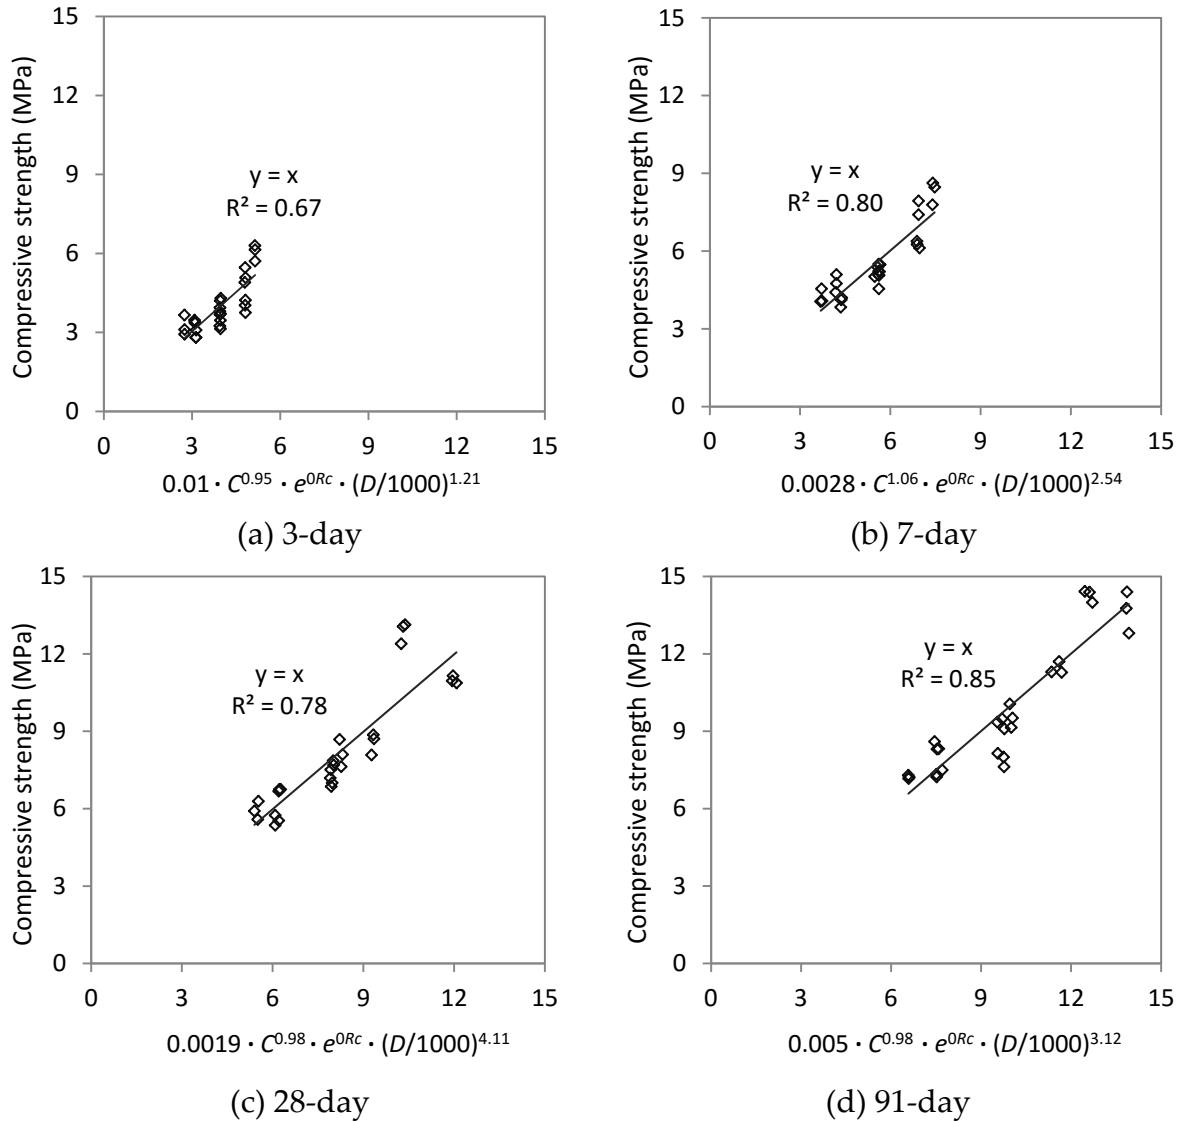 15
12
9
6
3
0
Compressive strength (MPa)
y = x
R² = 0.67
0 3 6 9 12 15
0.01 · C^0.95 · e^0Rc · (D/1000)^1.21
(a) 3-day
15
12
9
6
3
0
Compressive strength (MPa)
y = x
R² = 0.80
0 3 6 9 12 15
0.0028 · C^1.06 · e^0Rc · (D/1000)^2.54
(b) 7-day
15
12
9
6
3
0
Compressive strength (MPa)
y = x
R² = 0.78
0 3 6 9 12 15
0.0019 · C^0.98 · e^0Rc · (D/1000)^4.11
(c) 28-day
15
12
9
6
3
0
Compressive strength (MPa)
y = x
R² = 0.85
0 3 6 9 12 15
0.005 · C^0.98 · e^0Rc · (D/1000)^3.12
(d) 91-day